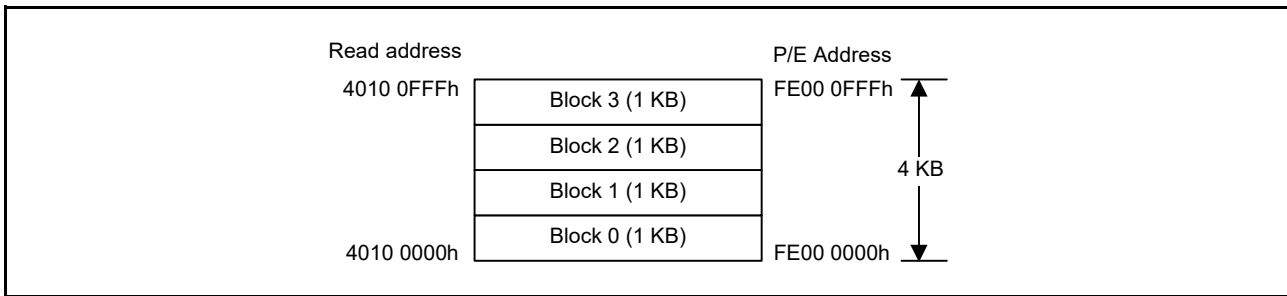 Read address
P/E Address
4010 0FFFh
Block 3 (1 KB)
FE00 0FFFh
Block 2 (1 KB)
4 KB
Block 1 (1 KB)
Block 0 (1 KB)
4010 0000h
FE00 0000h